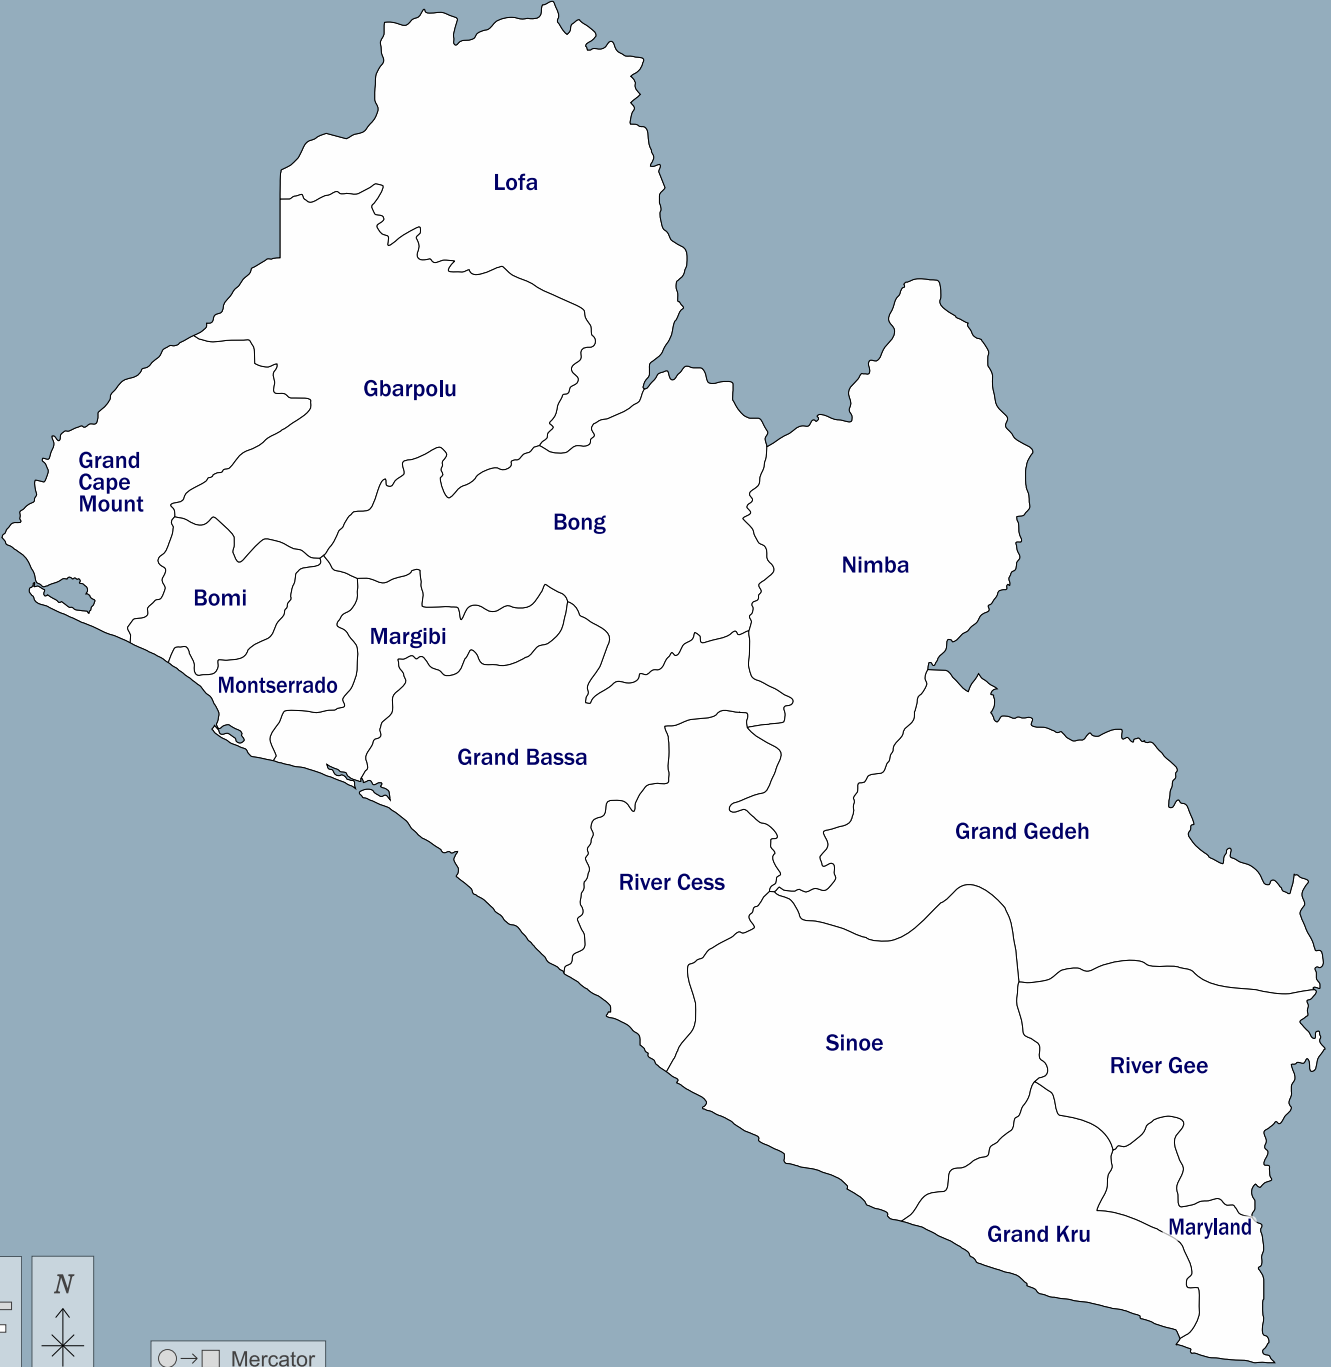 Lofa
Gbarpolu
Grand
Cape
Mount
Bong
Nimba
Bomi
Margibi
Montserrado
Grand Bassa
Grand Gedeh
River Cess
Sinoe
River Gee
Grand Kru
Maryland
N
Mercator